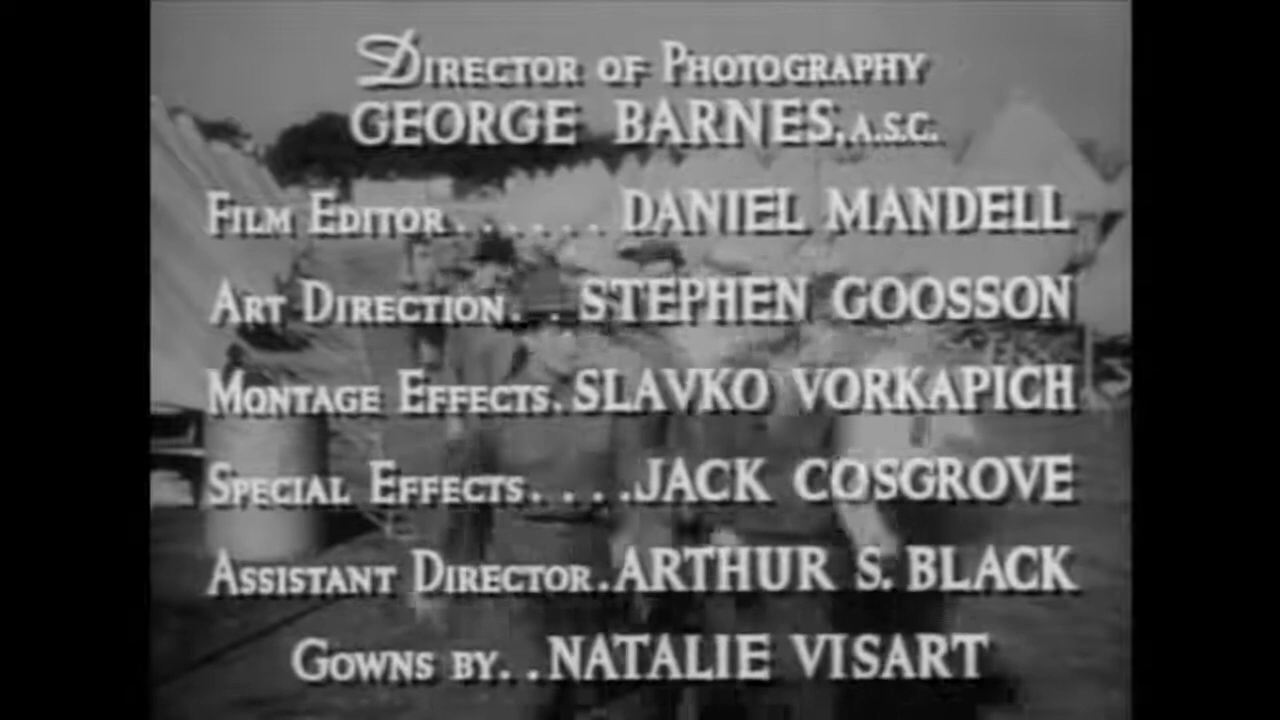 Director of Photography
GEORGE BARNES, A.S.C.
Film Editor . . . . . . DANIEL MANDELL
Art Direction . . STEPHEN GOOSSON
Montage Effects . SLAVKO VORKAPICH
Special Effects . . . . JACK COSGROVE
Assistant Director . ARTHUR S. BLACK
Gowns by . . NATALIE VISART